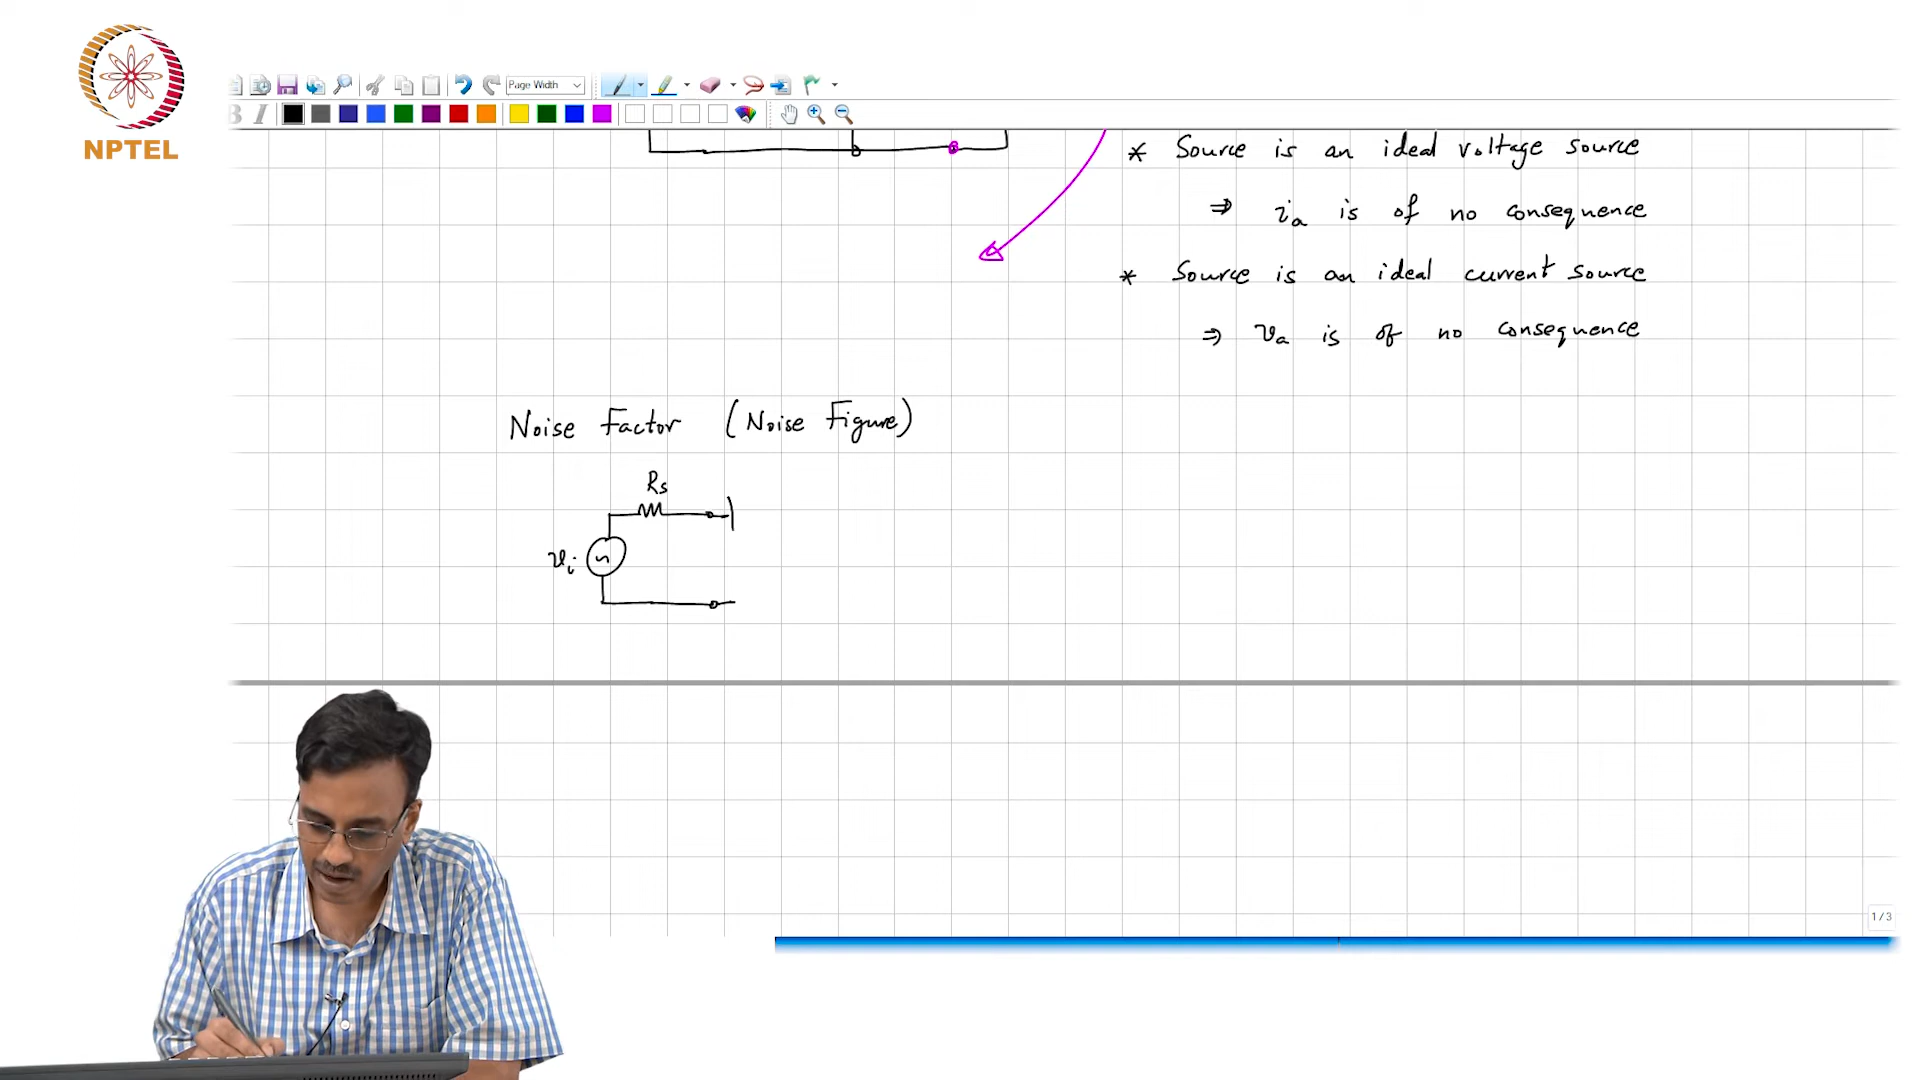 NPTEL
Page Width
B I
* Source is an ideal voltage source
⇒ ia is of no consequence
* Source is an ideal current source
⇒ va is of no consequence
Noise Factor (Noise Figure)
Rs
vi
1 / 3